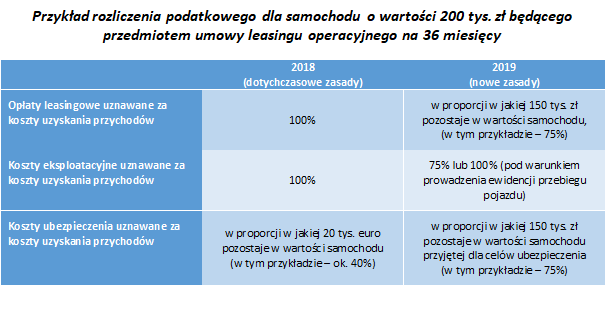 Przykład rozliczenia podatkowego dla samochodu o wartości 200 tys. zł będącego
przedmiotem umowy leasingu operacyjnego na 36 miesięcy
2018
(dotychczasowe zasady)
2019
(nowe zasady)
Opłaty leasingowe uznawane za
koszty uzyskania przychodów
100%
w proporcji w jakiej 150 tys. zł
pozostaje w wartości samochodu,
(w tym przykładzie – 75%)
Koszty eksploatacyjne uznawane za
koszty uzyskania przychodów
100%
75% lub 100% (pod warunkiem
prowadzenia ewidencji przebiegu
pojazdu)
Koszty ubezpieczenia uznawane za
koszty uzyskania przychodów
w proporcji w jakiej 20 tys. euro
pozostaje w wartości samochodu
(w tym przykładzie – ok. 40%)
w proporcji w jakiej 150 tys. zł
pozostaje w wartości samochodu
przyjętej dla celów ubezpieczenia
(w tym przykładzie – 75%)